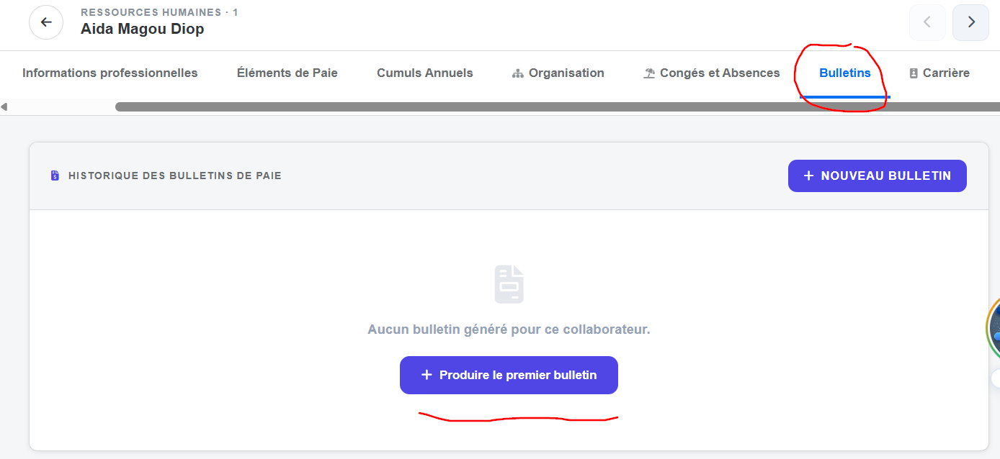 RESSOURCES HUMAINES · 1
Aida Magou Diop
Informations professionnelles
Éléments de Paie
Cumuls Annuels
Organisation
Congés et Absences
Bulletins
Carrière
HISTORIQUE DES BULLETINS DE PAIE
+ NOUVEAU BULLETIN
Aucun bulletin généré pour ce collaborateur.
+ Produire le premier bulletin